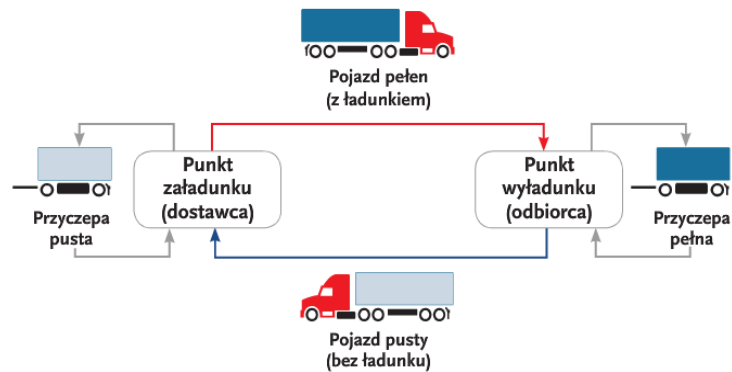 Pojazd pełen
(z ładunkiem)
Punkt
załadunku
(dostawca)
Punkt
wyładunku
(odbiorca)
Przyczepa
pusta
Przyczepa
pełna
Pojazd pusty
(bez ładunku)